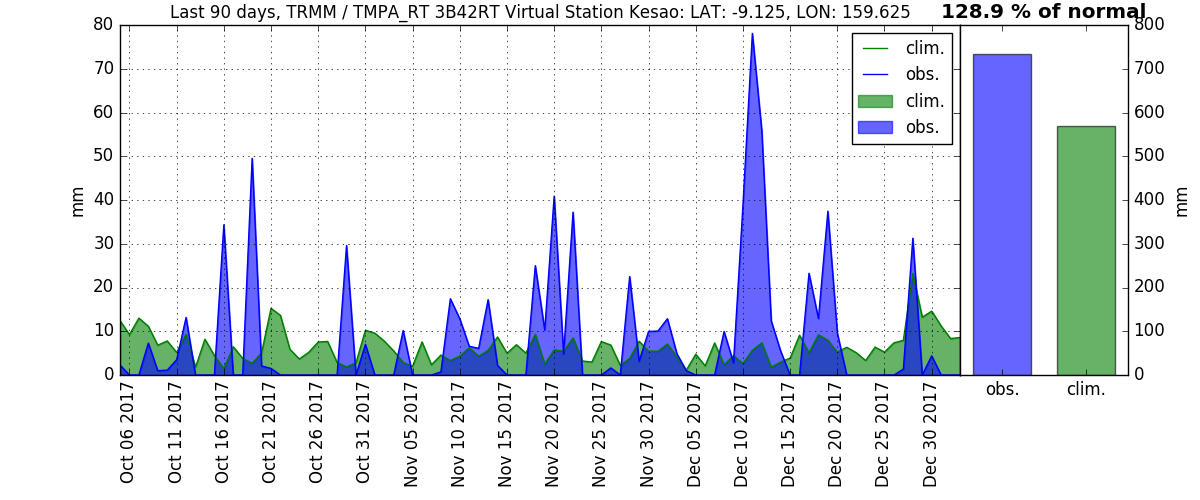 Last 90 days, TRMM / TMPA_RT 3B42RT Virtual Station Kesao: LAT: -9.125, LON: 159.625
128.9 % of normal
80
70
60
50
40
30
20
10
0
mm
clim.
obs.
clim.
obs.
Oct 06 2017
Oct 11 2017
Oct 16 2017
Oct 21 2017
Oct 26 2017
Oct 31 2017
Nov 05 2017
Nov 10 2017
Nov 15 2017
Nov 20 2017
Nov 25 2017
Nov 30 2017
Dec 05 2017
Dec 10 2017
Dec 15 2017
Dec 20 2017
Dec 25 2017
Dec 30 2017
800
700
600
500
400
300
200
100
0
mm
obs.
clim.